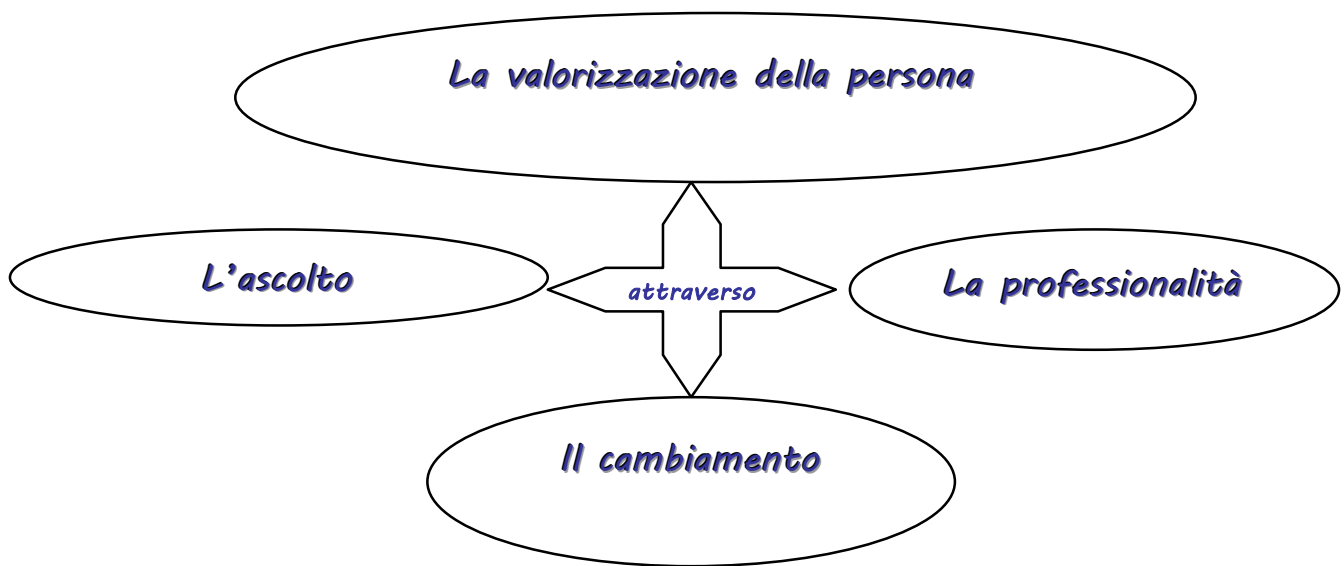 La valorizzazione della persona
L'ascolto
attraverso
La professionalità
Il cambiamento